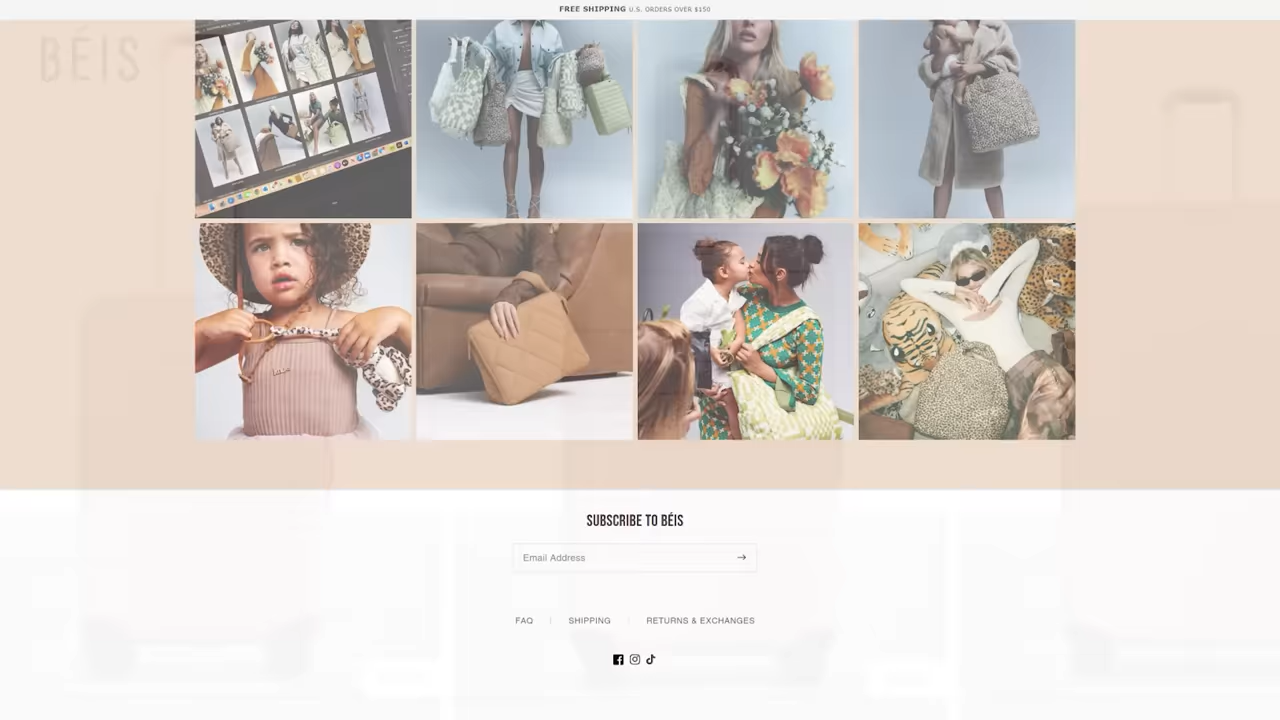 FREE SHIPPING U.S. ORDERS OVER $150
BÉIS
SUBSCRIBE TO BÉIS
Email Address →
FAQ | SHIPPING | RETURNS & EXCHANGES